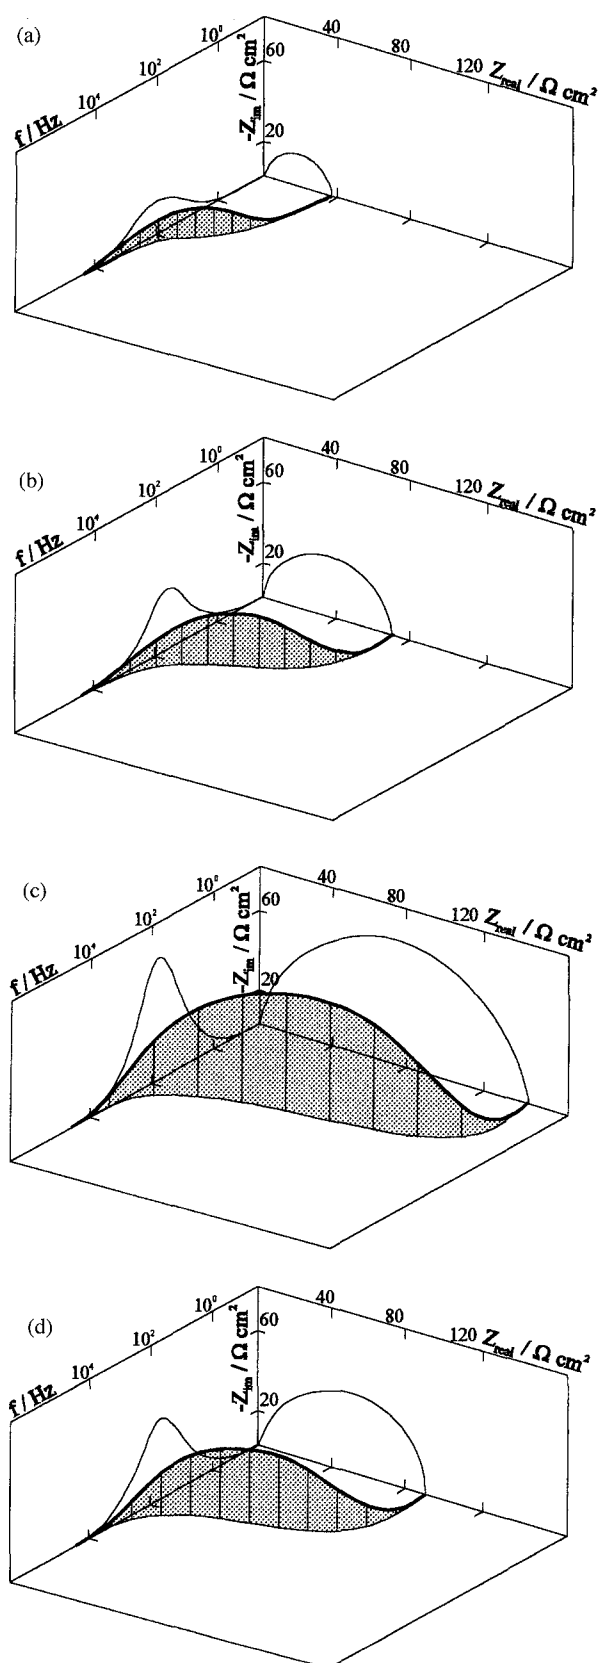 (a)
10⁰
10²
10⁴
f / Hz
40
80
120
Z_real / Ω cm²
60
20
-Z_im / Ω cm²
(b)
10⁰
10²
10⁴
f / Hz
40
80
120
Z_real / Ω cm²
60
20
-Z_im / Ω cm²
(c)
10⁰
10²
10⁴
f / Hz
40
80
120
Z_real / Ω cm²
60
20
-Z_im / Ω cm²
(d)
10⁰
10²
10⁴
f / Hz
40
80
120
Z_real / Ω cm²
60
20
-Z_im / Ω cm²